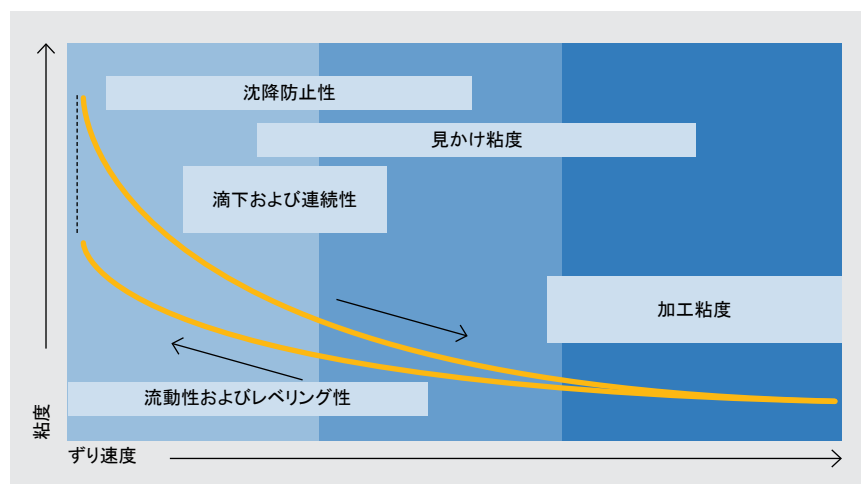 沈降防止性
見かけ粘度
滴下および連続性
加工粘度
流動性およびレベリング性
粘度
ずり速度